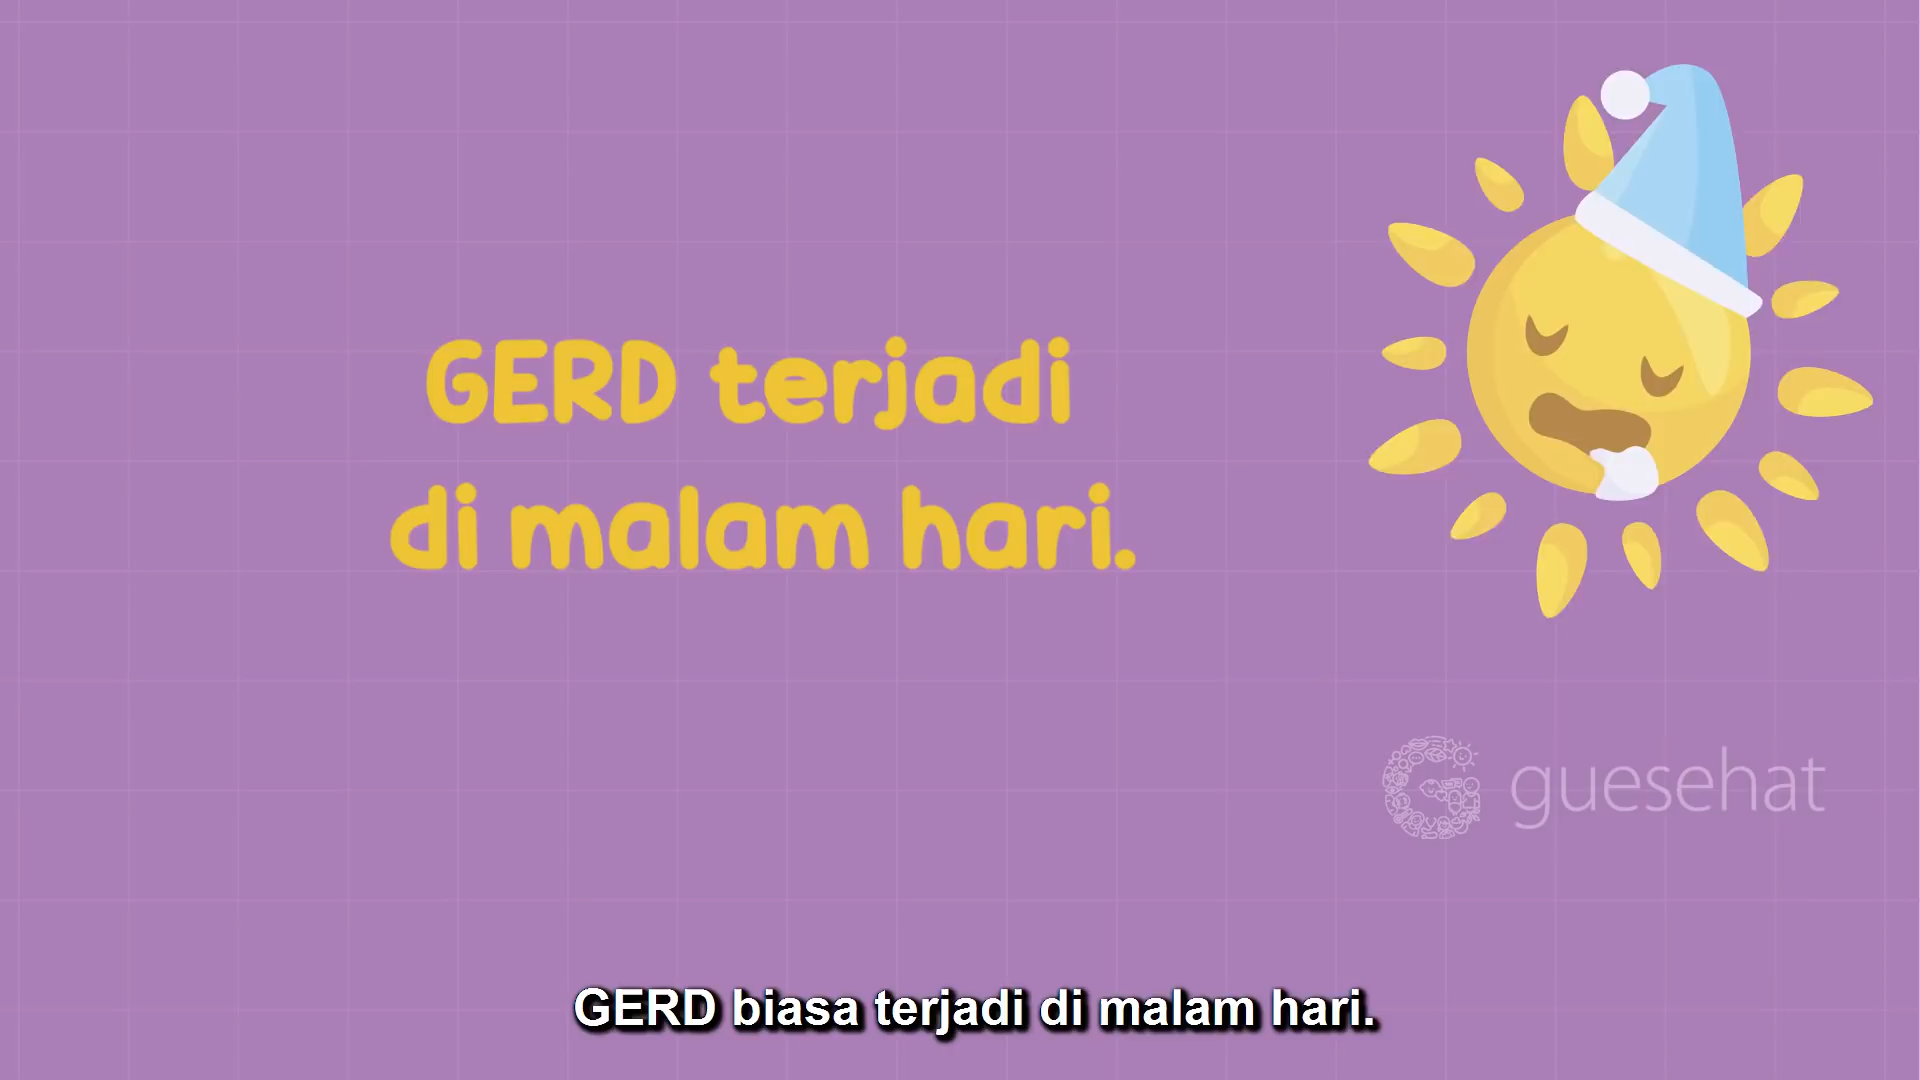 GERD terjadi
di malam hari.
guesehat
GERD biasa terjadi di malam hari.